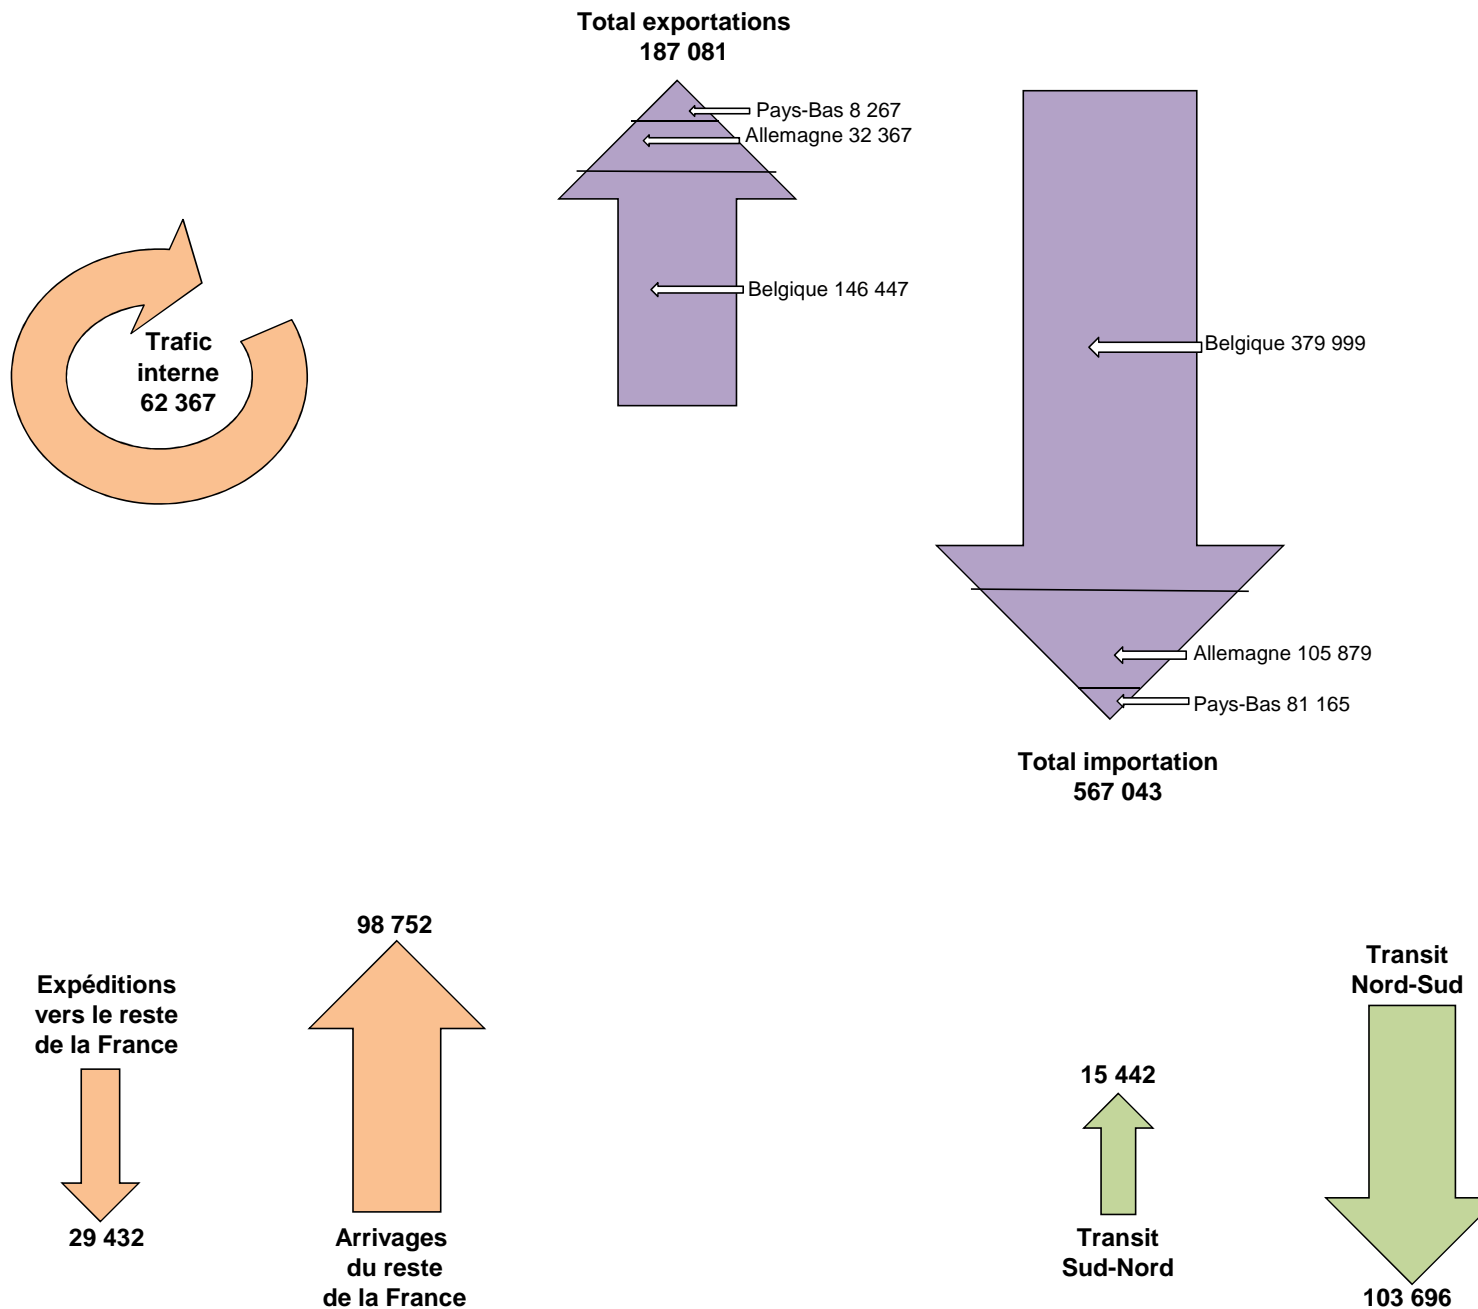 Total exportations
187 081
Pays-Bas 8 267
Allemagne 32 367
Belgique 146 447
Trafic
interne
62 367
Belgique 379 999
Allemagne 105 879
Pays-Bas 81 165
Total importation
567 043
Expéditions
vers le reste
de la France
29 432
98 752
Arrivages
du reste
de la France
15 442
Transit
Sud-Nord
Transit
Nord-Sud
103 696